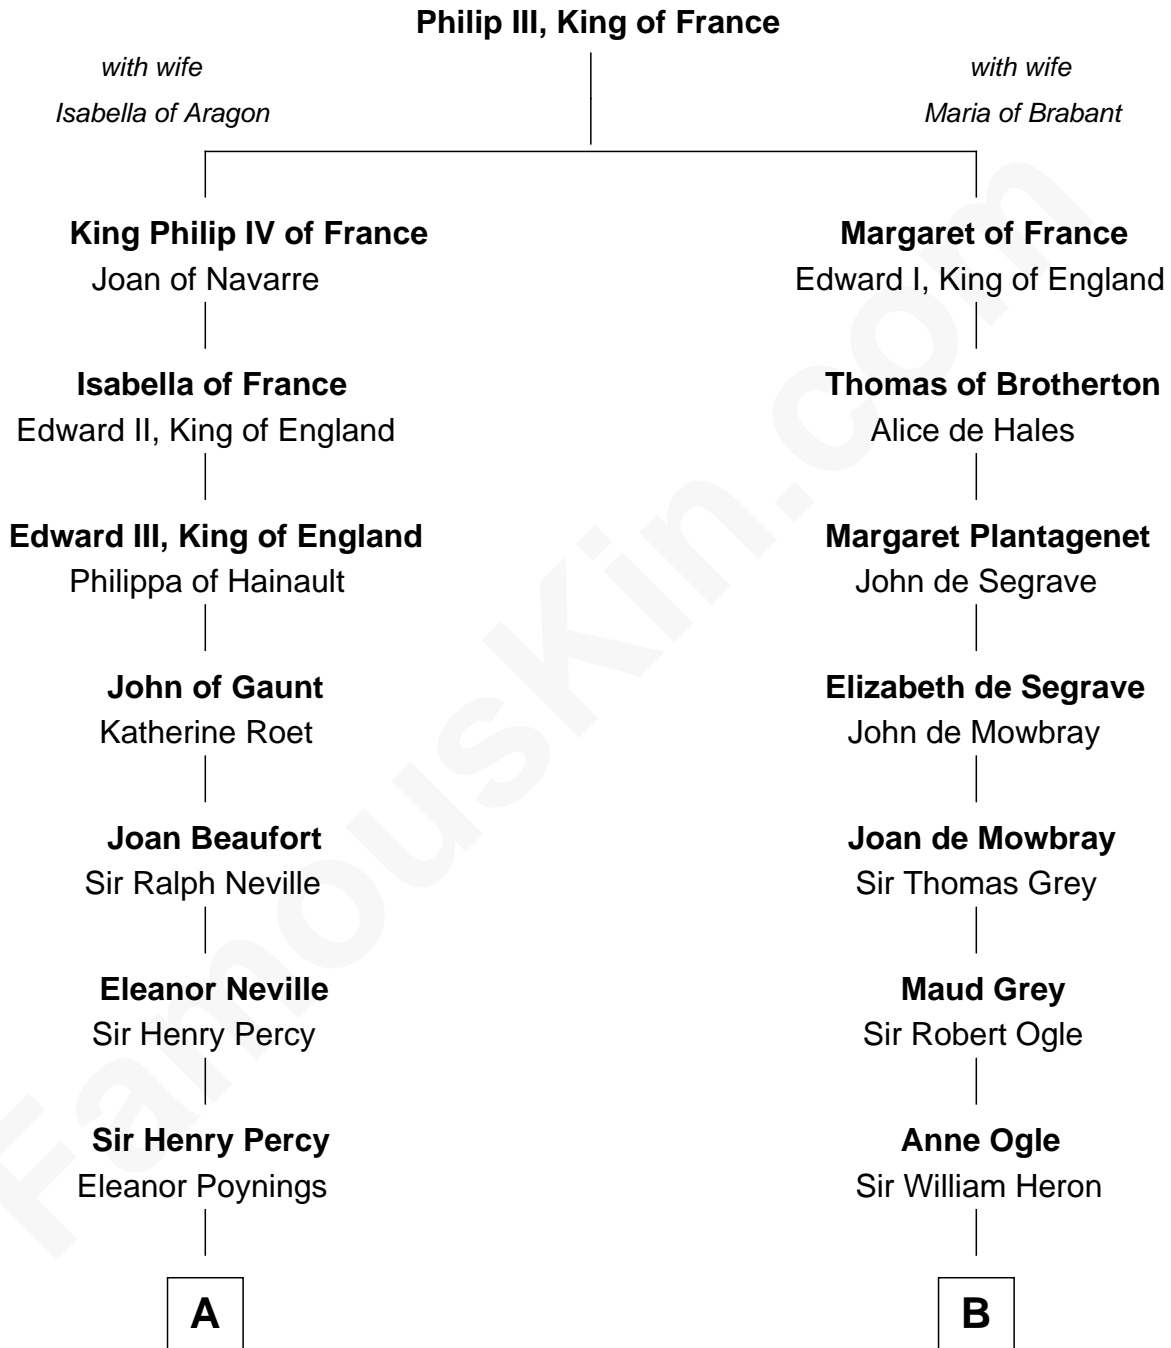 Philip III, King of France
with wife
Isabella of Aragon
with wife
Maria of Brabant
King Philip IV of France
Joan of Navarre
Margaret of France
Edward I, King of England
Isabella of France
Edward II, King of England
Thomas of Brotherton
Alice de Hales
Edward III, King of England
Philippa of Hainault
Margaret Plantagenet
John de Segrave
John of Gaunt
Katherine Roet
Elizabeth de Segrave
John de Mowbray
Joan Beaufort
Sir Ralph Neville
Joan de Mowbray
Sir Thomas Grey
Eleanor Neville
Sir Henry Percy
Maud Grey
Sir Robert Ogle
Sir Henry Percy
Eleanor Poynings
Anne Ogle
Sir William Heron
A
B
FamousKin.com